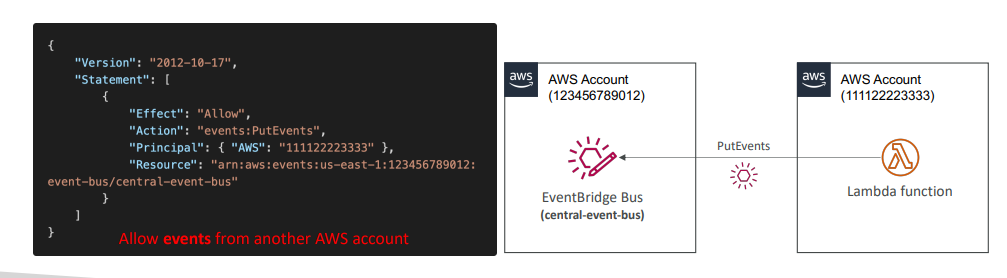 {
"Version": "2012-10-17",
"Statement": [
{
"Effect": "Allow",
"Action": "events:PutEvents",
"Principal": { "AWS": "111122223333" },
"Resource": "arn:aws:events:us-east-1:123456789012:
event-bus/central-event-bus"
}
]
}
Allow events from another AWS account
aws
AWS Account
(123456789012)
EventBridge Bus
(central-event-bus)
PutEvents
aws
AWS Account
(111122223333)
Lambda function